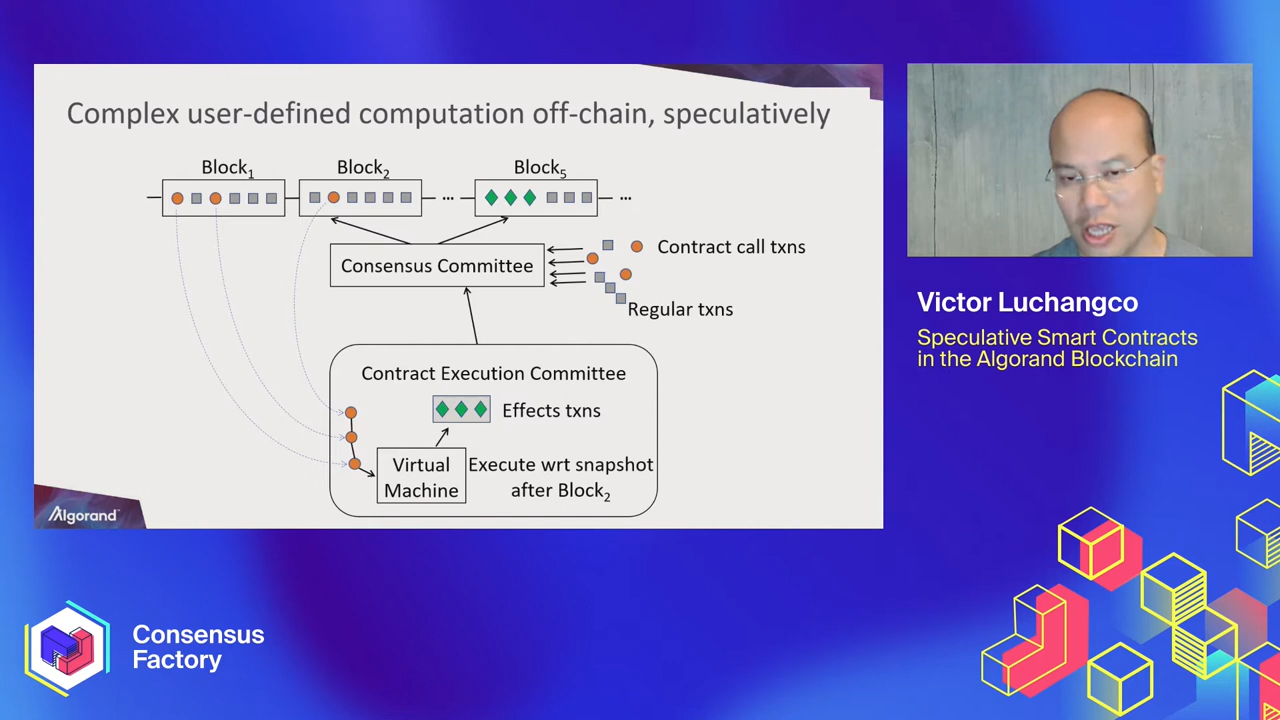 Complex user-defined computation off-chain, speculatively
Block1
Block2
Block5
...
...
Consensus Committee
Contract call txns
Regular txns
Contract Execution Committee
Effects txns
Virtual
Machine
Execute wrt snapshot
after Block2
Algorand
Victor Luchangco
Speculative Smart Contracts
in the Algorand Blockchain
Consensus
Factory